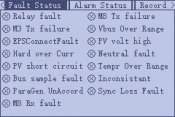 Fault Status | Alarm Status | Record
Relay fault
M8 Tx failure
M3 Tx failure
Vbus Over Range
EPSConnectFault
PV volt high
Hard over Curr
Neutral fault
PV short circuit
Tempr Over Range
Bus sample fault
Inconsistant
ParaGen UnAccord
Sync Loss Fault
M8 Rx fault